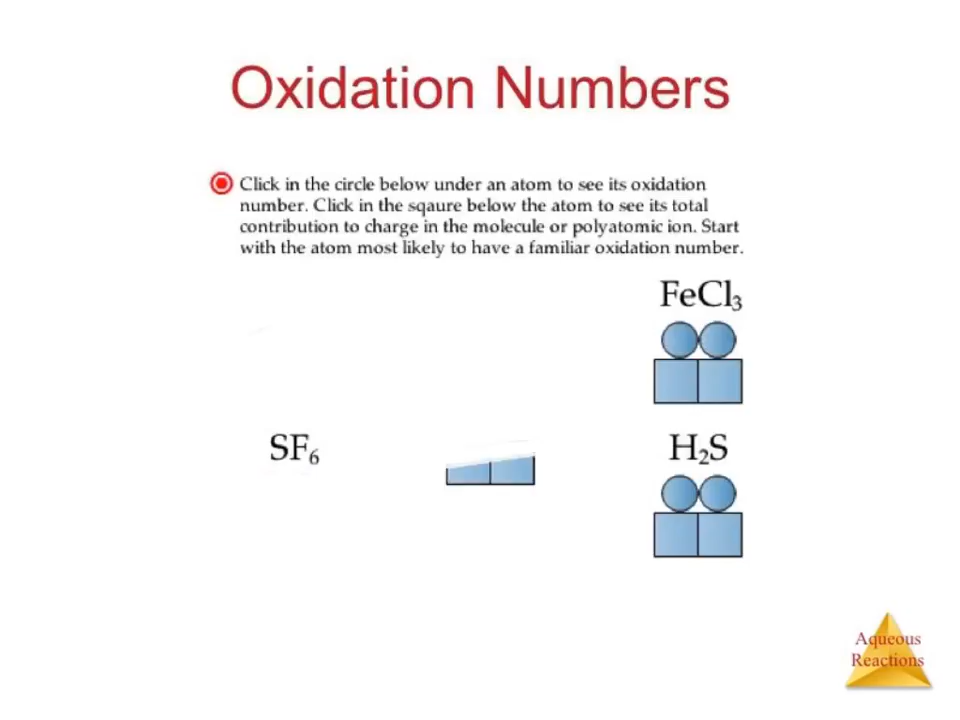 Oxidation Numbers
Click in the circle below under an atom to see its oxidation
number. Click in the sqaure below the atom to see its total
contribution to charge in the molecule or polyatomic ion. Start
with the atom most likely to have a familiar oxidation number.
FeCl₃
SF₆
H₂S
Aqueous
Reactions